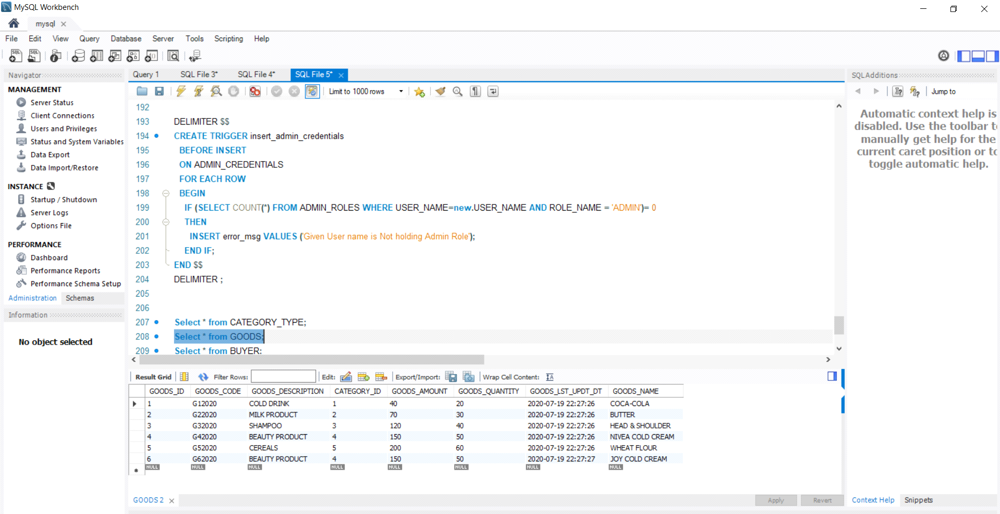 MySQL Workbench
mysql
File Edit View Query Database Server Tools Scripting Help
Navigator
MANAGEMENT
Server Status
Client Connections
Users and Privileges
Status and System Variables
Data Export
Data Import/Restore
INSTANCE
Startup / Shutdown
Server Logs
Options File
PERFORMANCE
Dashboard
Performance Reports
Performance Schema Setup
Administration Schemas
Information
No object selected
Query 1 SQL File 3* SQL File 4* SQL File 5*
Limit to 1000 rows
192
193 DELIMITER $$
194 CREATE TRIGGER insert_admin_credentials
195 BEFORE INSERT
196 ON ADMIN_CREDENTIALS
197 FOR EACH ROW
198 BEGIN
199 IF (SELECT COUNT(*) FROM ADMIN_ROLES WHERE USER_NAME=new.USER_NAME AND ROLE_NAME = 'ADMIN')= 0
200 THEN
201 INSERT error_msg VALUES ('Given User name is Not holding Admin Role');
202 END IF;
203 END $$
204 DELIMITER ;
205
206
207 Select * from CATEGORY_TYPE;
208 Select * from GOODS;
209 Select * from BUYER;
Result Grid Filter Rows: Edit: Export/Import: Wrap Cell Content:
GOODS_ID GOODS_CODE GOODS_DESCRIPTION CATEGORY_ID GOODS_AMOUNT GOODS_QUANTITY GOODS_LST_UPDT_DT GOODS_NAME
1 G12020 COLD DRINK 1 40 20 2020-07-19 22:27:26 COCA-COLA
2 G22020 MILK PRODUCT 2 70 30 2020-07-19 22:27:26 BUTTER
3 G32020 SHAMPOO 3 120 40 2020-07-19 22:27:26 HEAD & SHOULDER
4 G42020 BEAUTY PRODUCT 4 150 50 2020-07-19 22:27:26 NIVEA COLD CREAM
5 G52020 CEREALS 5 200 60 2020-07-19 22:27:26 WHEAT FLOUR
6 G62020 BEAUTY PRODUCT 4 150 50 2020-07-19 22:27:27 JOY COLD CREAM
NULL NULL NULL NULL NULL NULL NULL NULL
GOODS 2
Apply Revert
SQLAdditions
Jump to
Automatic context help is
disabled. Use the toolbar t
manually get help for the
current caret position or to
toggle automatic help.
Context Help Snippets